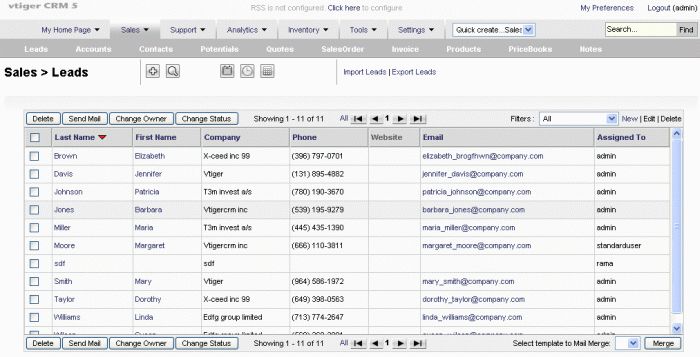 vtiger CRM 5
RSS is not configured. Click here to configure
My Preferences Logout (admin)
My Home Page Sales Support Analytics Inventory Tools Settings Quick create...Sales Search... Find
Leads Accounts Contacts Potentials Quotes SalesOrder Invoice Products PriceBooks Notes
Sales > Leads
Import Leads | Export Leads
Delete Send Mail Change Owner Change Status Showing 1 - 11 of 11 All 1 Filters : All New | Edit | Delete
Last Name First Name Company Phone Website Email Assigned To
Brown Elizabeth X-ceed inc 99 (396) 797-0701 elizabeth_brogfnwn@company.com admin
Davis Jennifer Vtiger (131) 895-4882 jennifer_davis@company.com admin
Johnson Patricia T3m invest a/s (780) 190-3670 patricia_johnson@company.com admin
Jones Barbara Vtigercrm inc (539) 195-9279 barbara_jones@company.com admin
Miller Maria T3m invest a/s (445) 435-1390 maria_miller@company.com admin
Moore Margaret Vtigercrm inc (666) 110-3811 margaret_moore@company.com standarduser
sdf sdf rama
Smith Mary Vtiger (964) 586-1972 mary_smith@company.com admin
Taylor Dorothy X-ceed inc 99 (649) 398-0563 dorothy_taylor@company.com admin
Williams Linda Edfg group limited (713) 774-2647 linda_williams@company.com admin
Delete Send Mail Change Owner Change Status Showing 1 - 11 of 11 All 1 Select template to Mail Merge: Merge